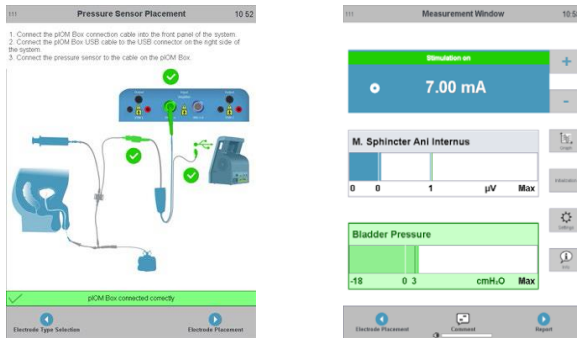 Pressure Sensor Placement
10 52
1. Connect the pIOM Box connection cable into the front panel of the system.
2. Connect the pIOM Box USB cable to the USB connector on the right side of
the system.
3. Connect the pressure sensor to the cable on the pIOM Box.
pIOM Box connected correctly
Electrode Type Selection
Electrode Placement
Measurement Window
10:5
Stimulation on
7.00 mA
+
-
M. Sphincter Ani Internus
0 0 1 µV Max
Graph
Settings
Bladder Pressure
-18 0 3 cmH₂O Max
Info
Electrode Placement
Comment
Report